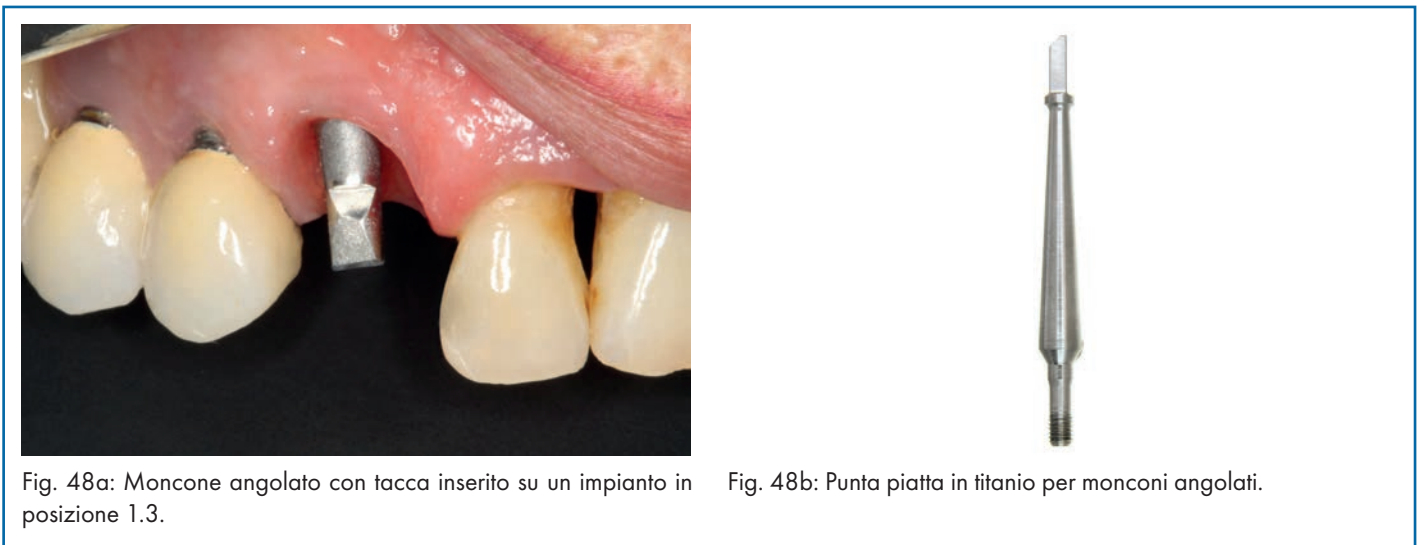 Fig. 48a: Moncone angolato con tacca inserito su un impianto in
posizione 1.3.
Fig. 48b: Punta piatta in titanio per monconi angolati.